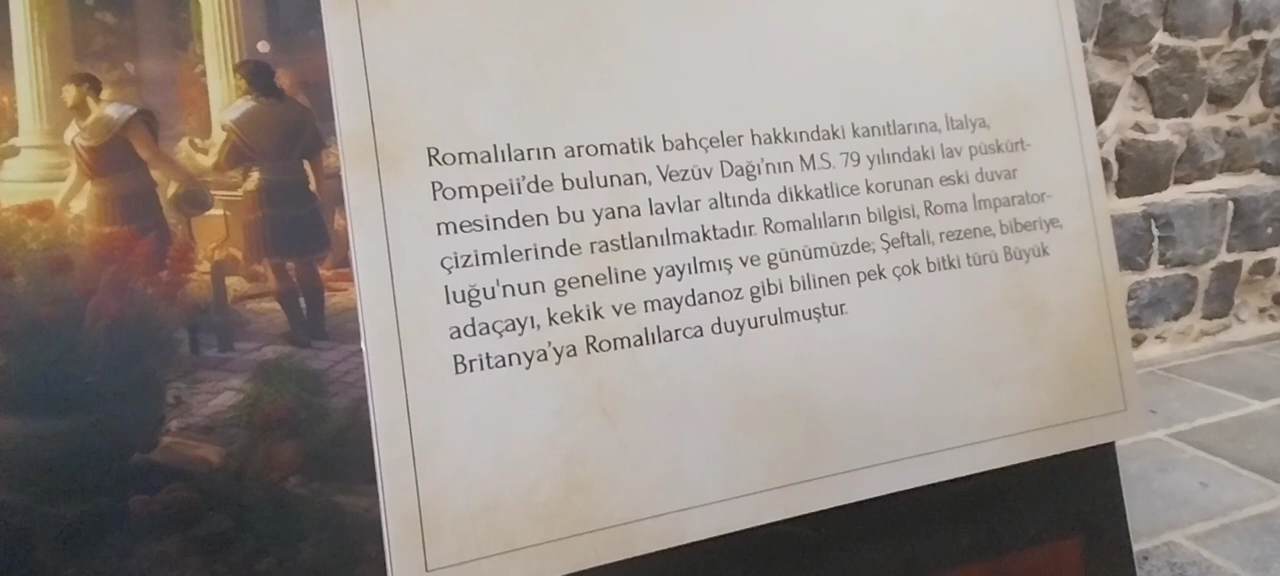 Romalıların aromatik bahçeler hakkındaki kanıtlarına, İtalya,
Pompeii’de bulunan, Vezüv Dağı’nın M.S. 79 yılındaki lav püskürt-
mesinden bu yana lavlar altında dikkatlice korunan eski duvar
çizimlerinde rastlanılmaktadır. Romalıların bilgisi, Roma İmparator-
luğu'nun geneline yayılmış ve günümüzde; Şeftali, rezene, biberiye,
adaçayı, kekik ve maydanoz gibi bilinen pek çok bitki türü Büyük
Britanya’ya Romalılarca duyurulmuştur.